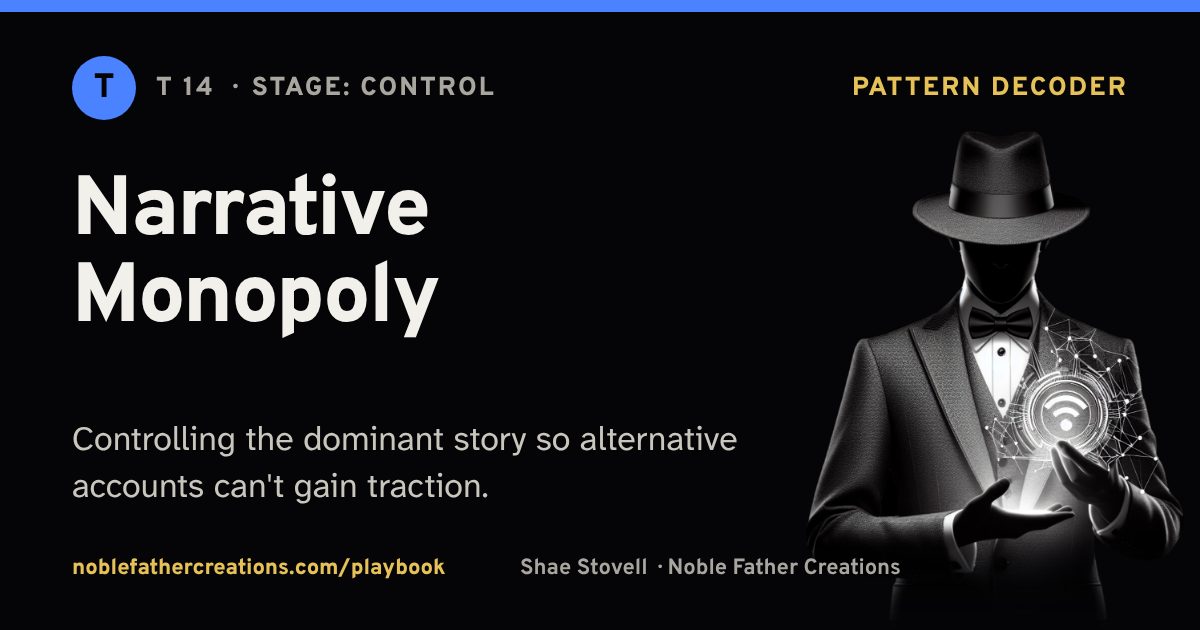 T
T 14 · STAGE: CONTROL
PATTERN DECODER
Narrative
Monopoly
Controlling the dominant story so alternative
accounts can't gain traction.
noblefathercreations.com/playbook
Shae Stovell · Noble Father Creations